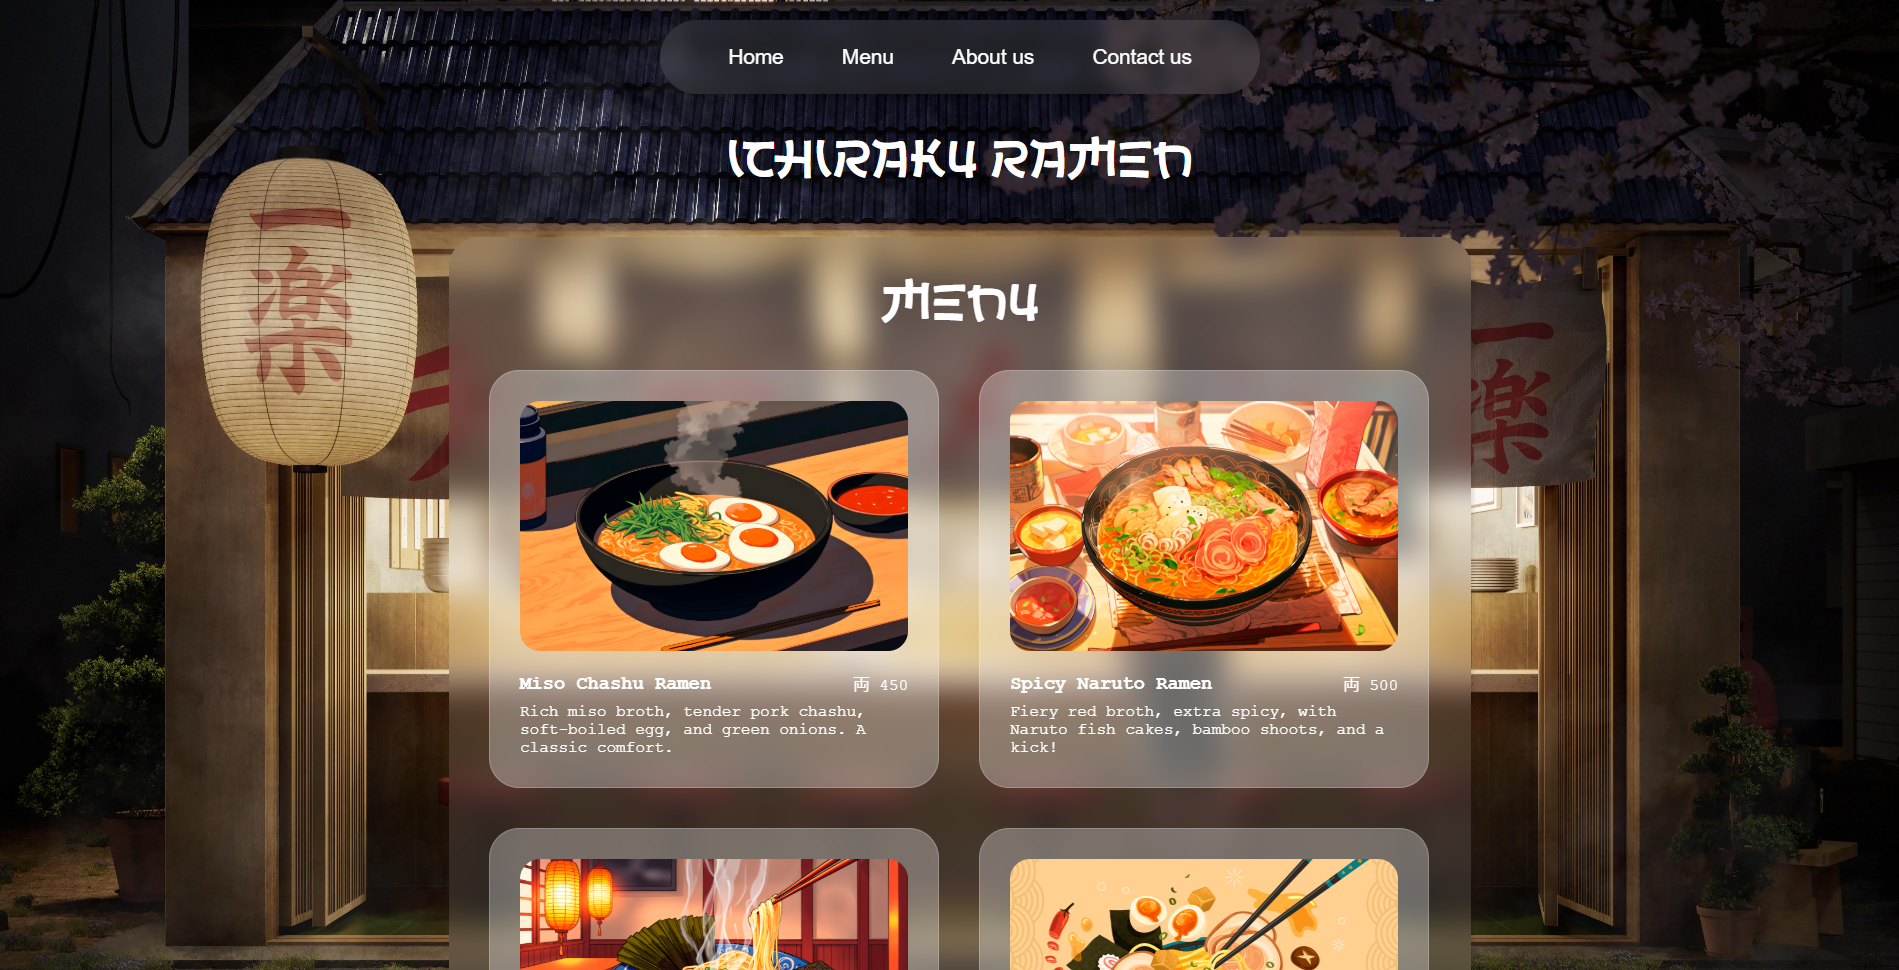 Home Menu About us Contact us
ICHIRAKU RAMEN
一楽
MENU
一楽
Miso Chashu Ramen 両 450
Rich miso broth, tender pork chashu,
soft-boiled egg, and green onions. A
classic comfort.
Spicy Naruto Ramen 両 500
Fiery red broth, extra spicy, with
Naruto fish cakes, bamboo shoots, and a
kick!